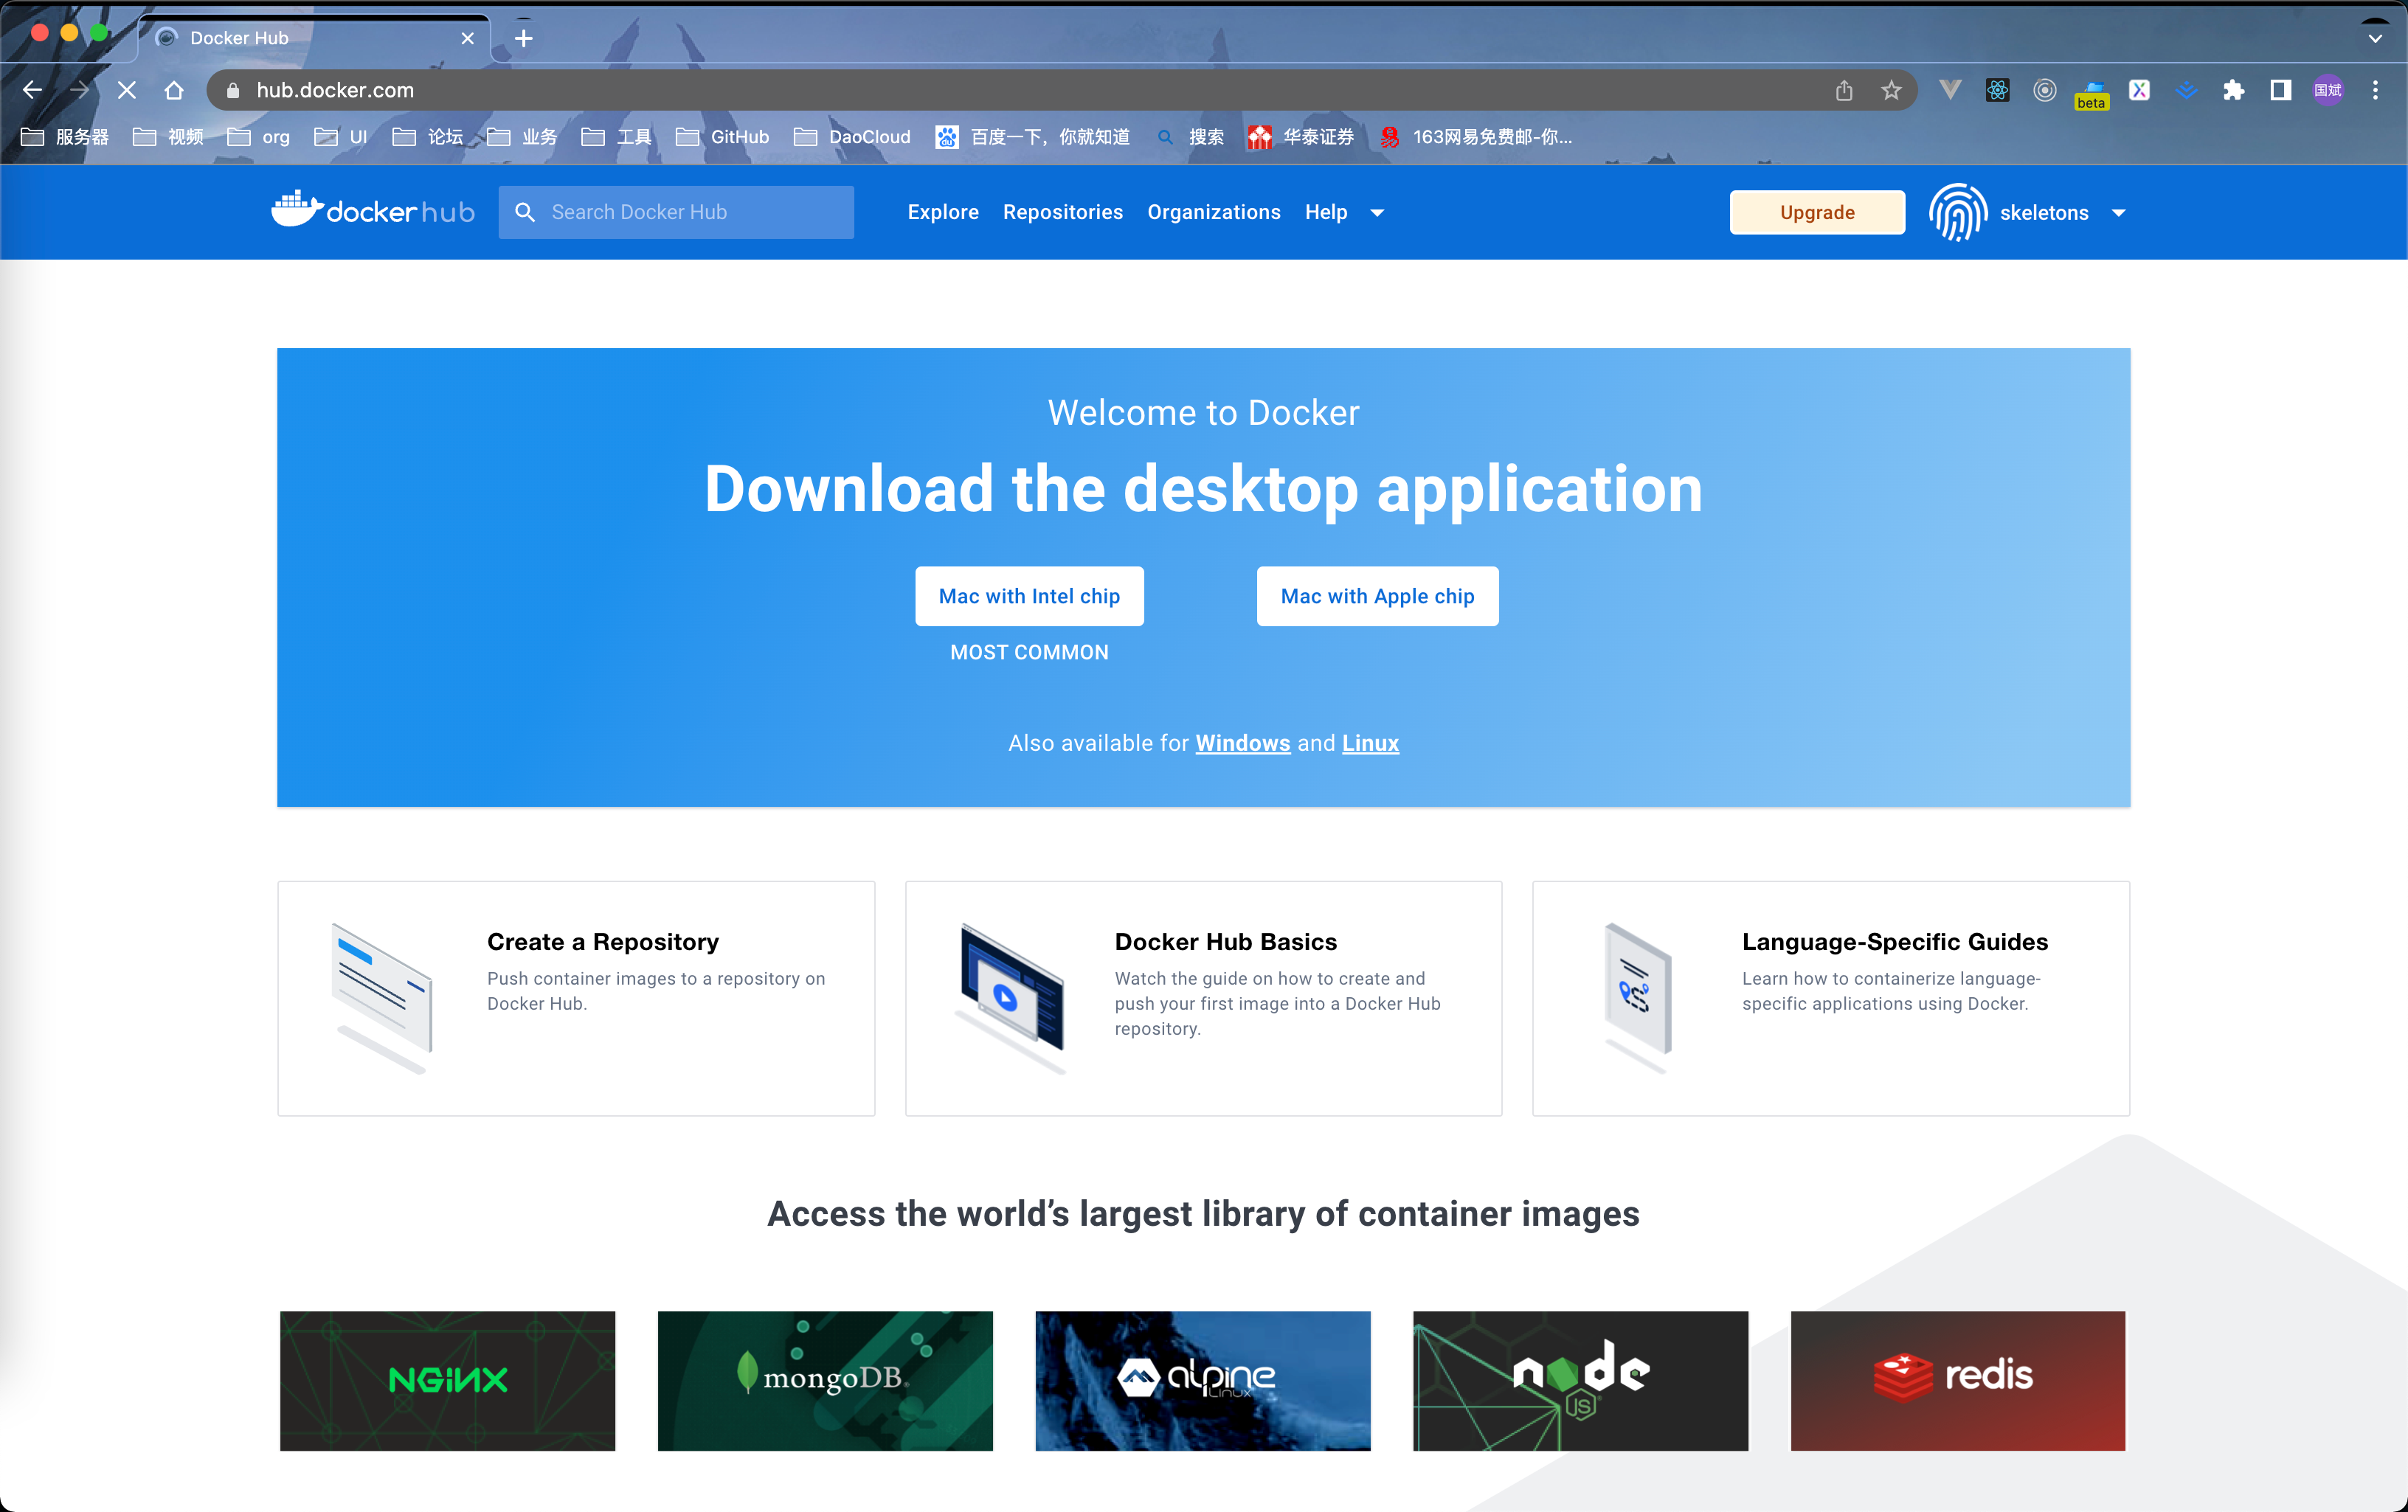 Docker Hub
hub.docker.com
beta
国斌
服务器 视频 org UI 论坛 业务 工具 GitHub DaoCloud 百度一下，你就知道 搜索 华泰证券 163网易免费邮-你...
docker hub Search Docker Hub Explore Repositories Organizations Help Upgrade skeletons
Welcome to Docker
Download the desktop application
Mac with Intel chip Mac with Apple chip
MOST COMMON
Also available for Windows and Linux
Create a Repository
Push container images to a repository on
Docker Hub.
Docker Hub Basics
Watch the guide on how to create and
push your first image into a Docker Hub
repository.
Language-Specific Guides
Learn how to containerize language-
specific applications using Docker.
Access the world’s largest library of container images
NGINX
mongoDB.
alpine
Linux
node
JS
redis